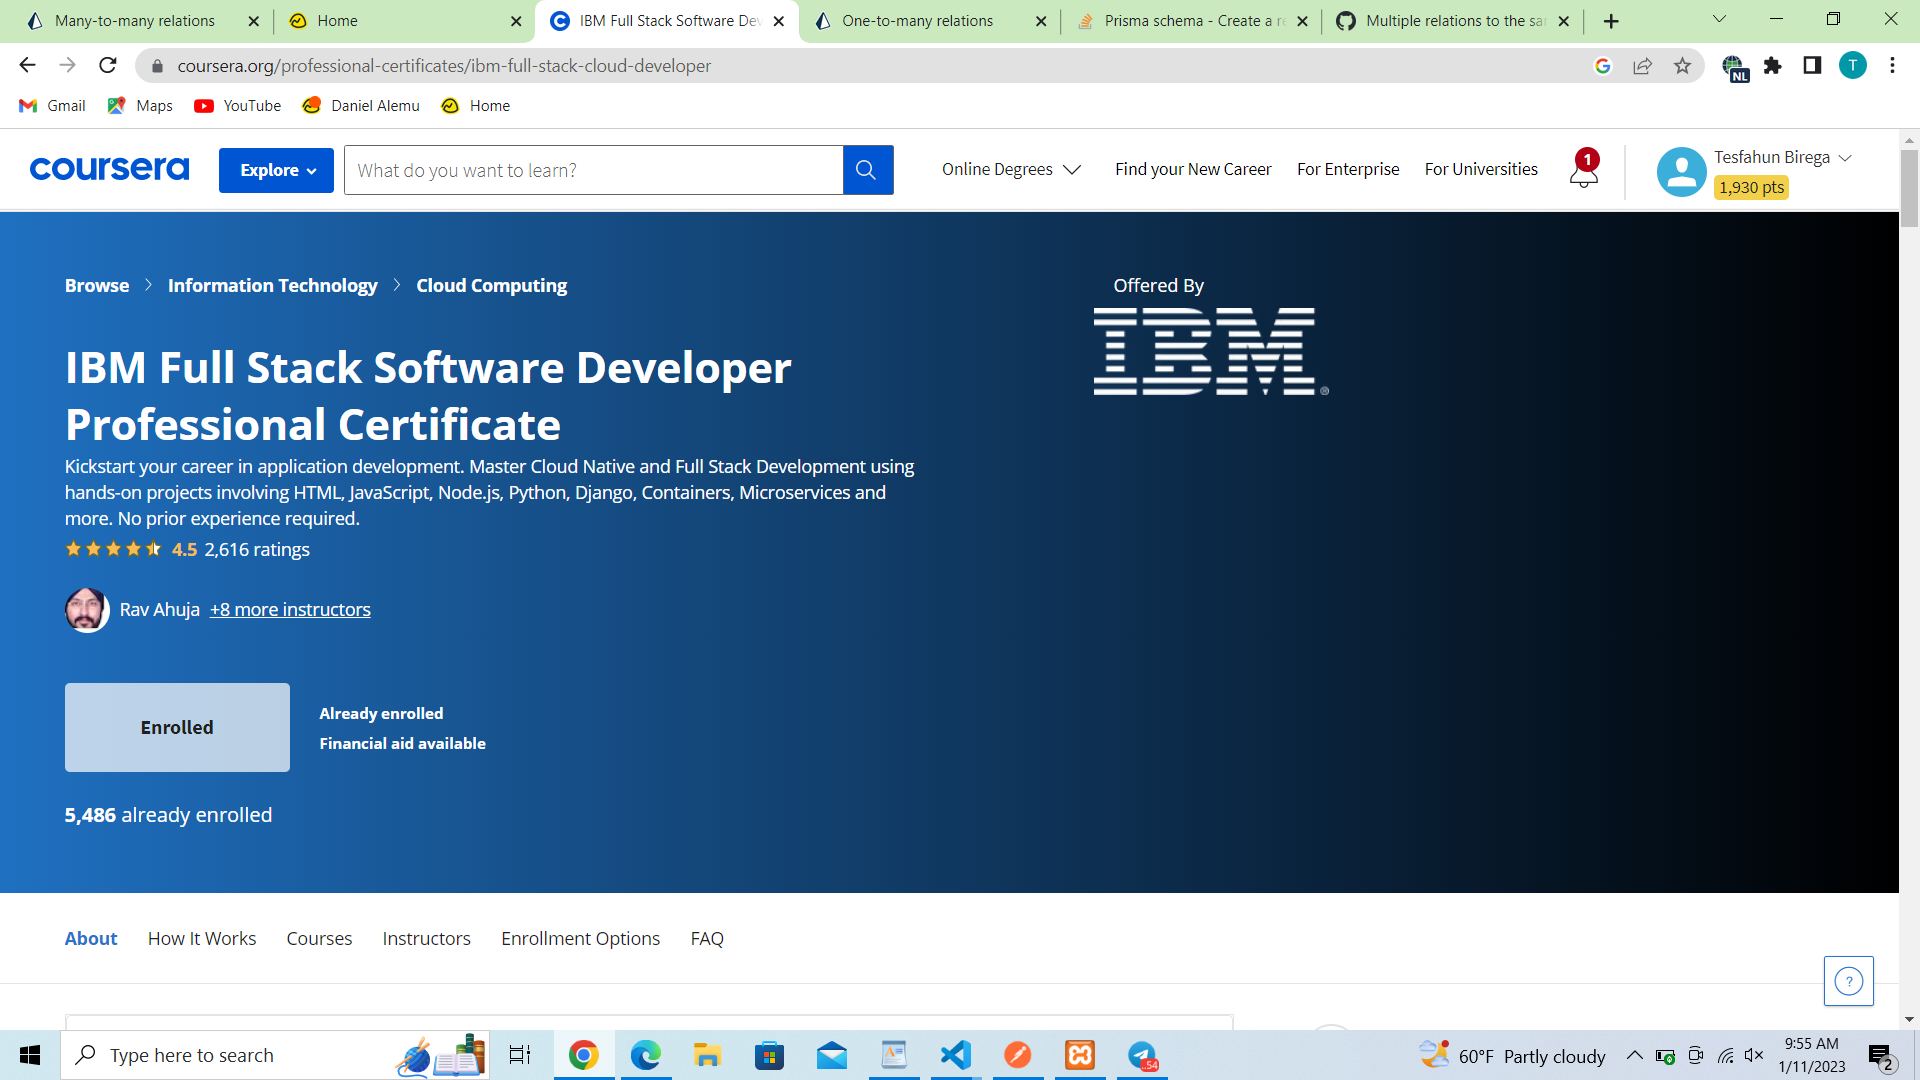 Many-to-many relations
Home
IBM Full Stack Software Dev
One-to-many relations
Prisma schema - Create a re
Multiple relations to the sam
coursera.org/professional-certificates/ibm-full-stack-cloud-developer
NL
T
Gmail
Maps
YouTube
Daniel Alemu
Home
coursera
Explore
What do you want to learn?
Online Degrees
Find your New Career
For Enterprise
For Universities
1
Tesfahun Birega
1,930 pts
Browse
Information Technology
Cloud Computing
Offered By
IBM®
IBM Full Stack Software Developer
Professional Certificate
Kickstart your career in application development. Master Cloud Native and Full Stack Development using
hands-on projects involving HTML, JavaScript, Node.js, Python, Django, Containers, Microservices and
more. No prior experience required.
4.5 2,616 ratings
Rav Ahuja +8 more instructors
Enrolled
Already enrolled
Financial aid available
5,486 already enrolled
About
How It Works
Courses
Instructors
Enrollment Options
FAQ
?
Type here to search
54
60°F Partly cloudy
9:55 AM
1/11/2023
2